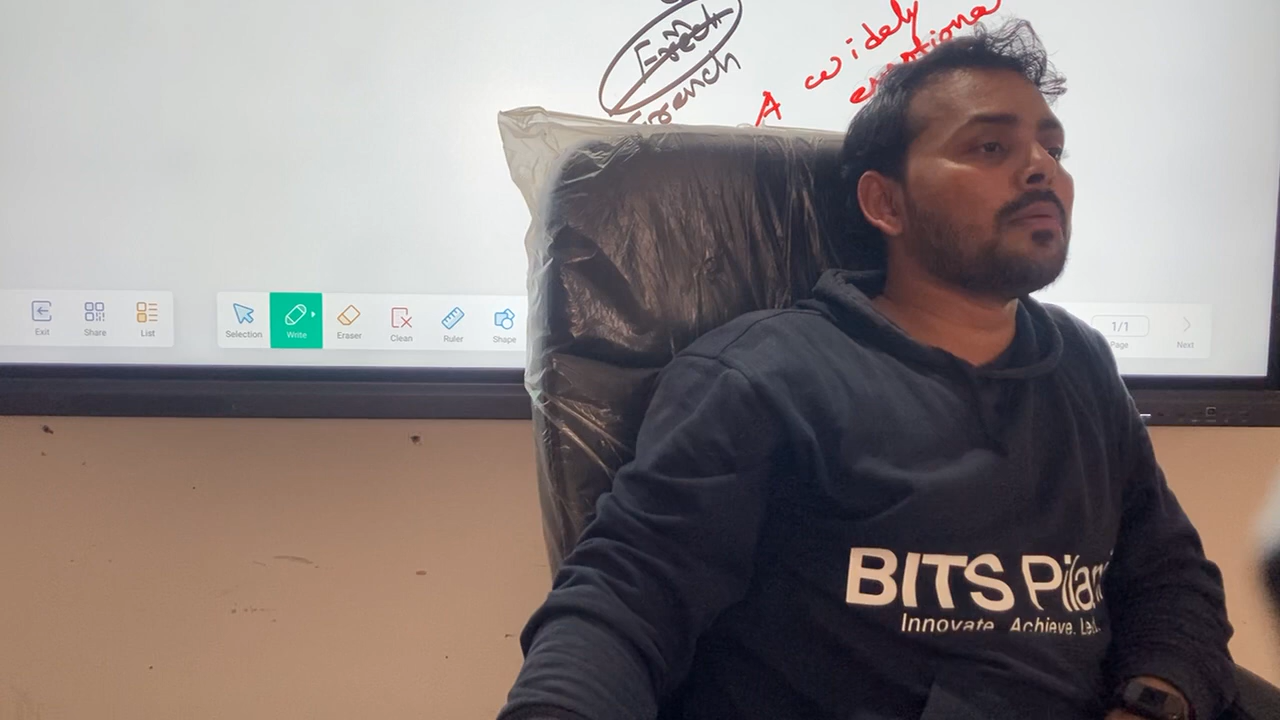 French
A widely
Exit
Share
List
Selection
Write
Eraser
Clean
Ruler
Shape
1/1
Page
Next
BITS Pilani
Innovate Achieve Lea